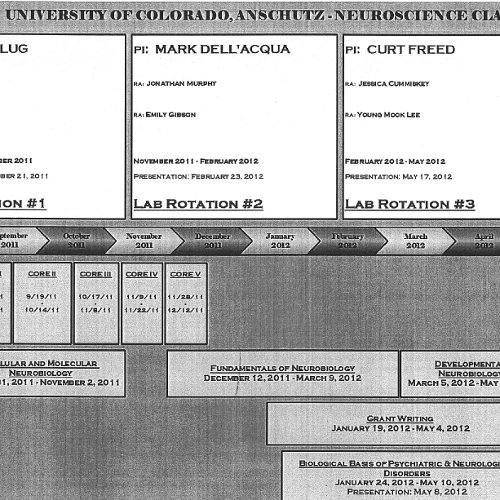 UNIVERSITY OF COLORADO, ANSCHUTZ - NEUROSCIENCE CLA
LUG
PI: MARK DELL'ACQUA
PI: CURT FREED
RA: JONATHAN MURPHY
RA: JESSICA CUMMISKEY
RA: EMILY GIBSON
RA: YOUNG MOOK LEE
BER 2011
NOVEMBER 2011 - FEBRUARY 2012
FEBRUARY 2012 - MAY 2012
BER 21, 2011
PRESENTATION: FEBRUARY 23, 2012
PRESENTATION: MAY 17, 2012
ION #1
LAB ROTATION #2
LAB ROTATION #3
ptember 2011
October 2011
November 2011
December 2011
January 2012
February 2012
March 2012
April 2012
CORE II
CORE III
CORE IV
CORE V
9/19/11 - 10/14/11
10/17/11 - 11/8/11
11/9/11 - 11/22/11
11/28/11 - 12/12/11
LULAR AND MOLECULAR
NEUROBIOLOGY
1, 2011 - NOVEMBER 2, 2011
FUNDAMENTALS OF NEUROBIOLOGY
DECEMBER 12, 2011 - MARCH 9, 2012
DEVELOPMENTA
NEUROBIOLOGY
MARCH 5, 2012 - MAY
GRANT WRITING
JANUARY 19, 2012 - MAY 4, 2012
BIOLOGICAL BASIS OF PSYCHIATRIC & NEUROLOGI
DISORDERS
JANUARY 24, 2012 - MAY 10, 2012
PRESENTATION: MAY 8, 2012